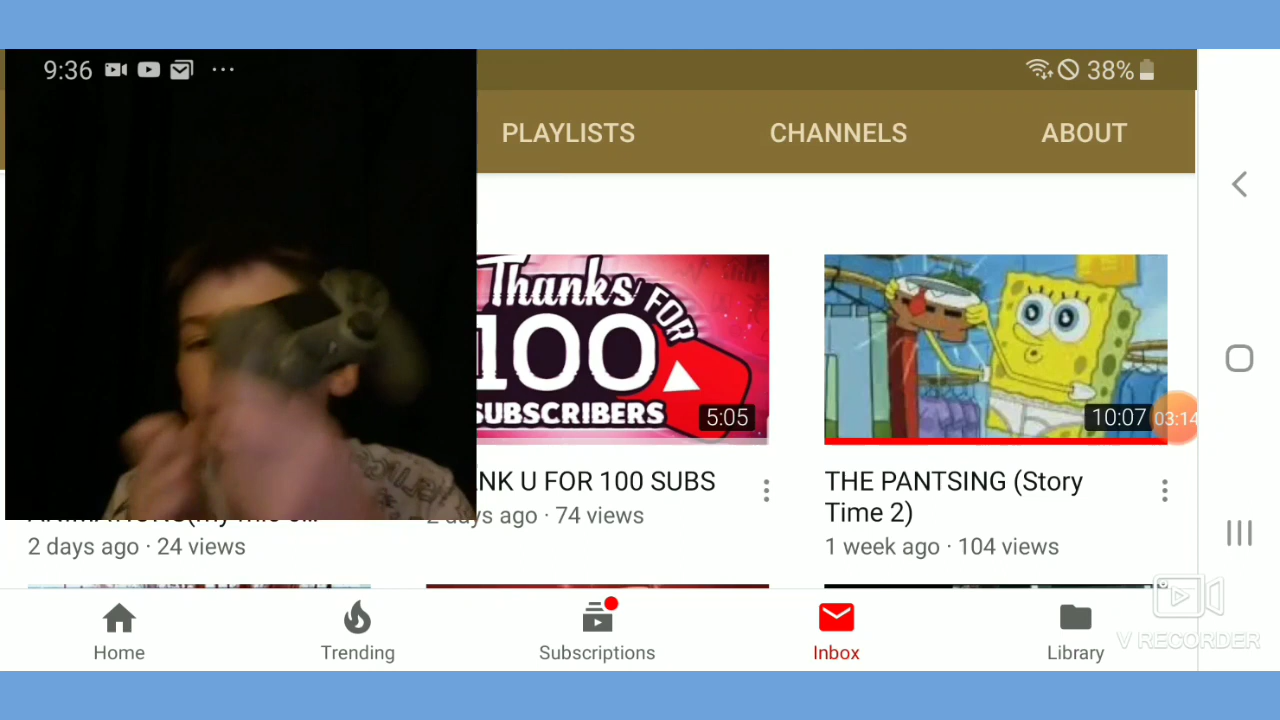 9:36
38%
PLAYLISTS CHANNELS ABOUT
Thanks
FOR
100
SUBSCRIBERS
5:05
10:07
03:14
NK U FOR 100 SUBS
2 days ago · 74 views
THE PANTSING (Story
Time 2)
1 week ago · 104 views
2 days ago · 24 views
Home Trending Subscriptions Inbox Library
V RECORDER